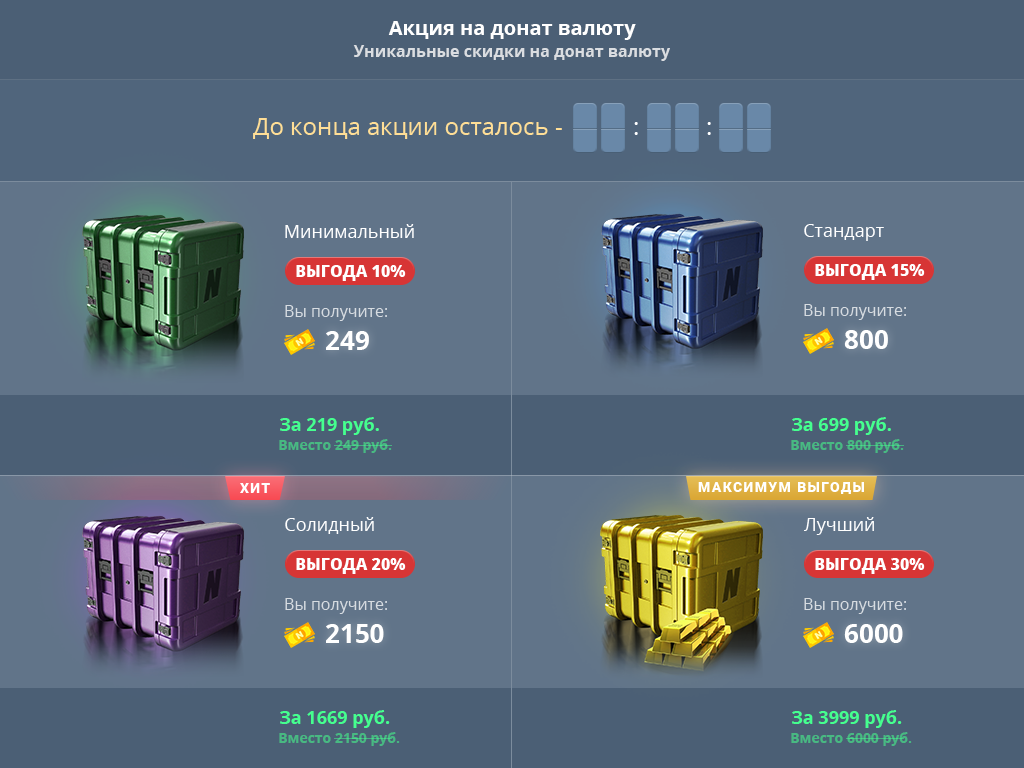 Акция на донат валюту
Уникальные скидки на донат валюту
До конца акции осталось - : :
Минимальный
ВЫГОДА 10%
Вы получите:
249
За 219 руб.
Вместо 249 руб.
Стандарт
ВЫГОДА 15%
Вы получите:
800
За 699 руб.
Вместо 800 руб.
ХИТ
Солидный
ВЫГОДА 20%
Вы получите:
2150
За 1669 руб.
Вместо 2150 руб.
МАКСИМУМ ВЫГОДЫ
Лучший
ВЫГОДА 30%
Вы получите:
6000
За 3999 руб.
Вместо 6000 руб.